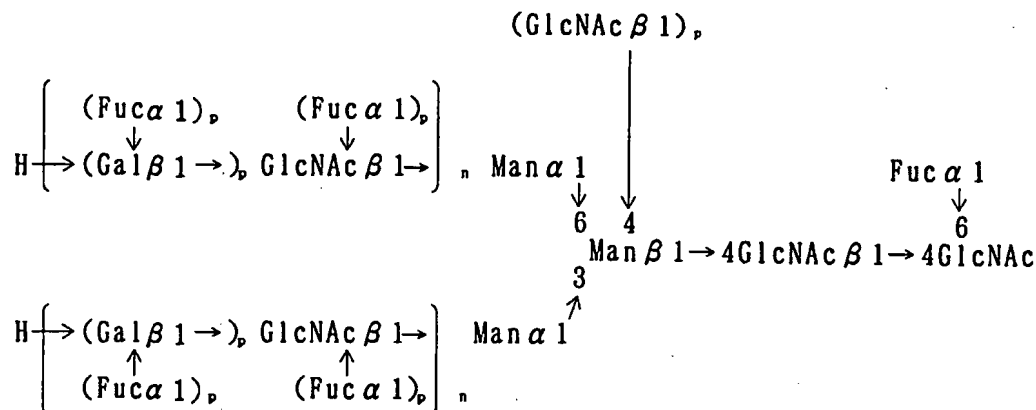 (GlcNAcβ1)ₚ
(Fucα1)ₚ (Fucα1)ₚ
H→(Galβ1→)ₚ GlcNAcβ1→ n Manα1 Fucα1
6 4 6
Manβ1→4GlcNAcβ1→4GlcNAc
3
H→(Galβ1→)ₚ GlcNAcβ1→ Manα1
(Fucα1)ₚ (Fucα1)ₚ n